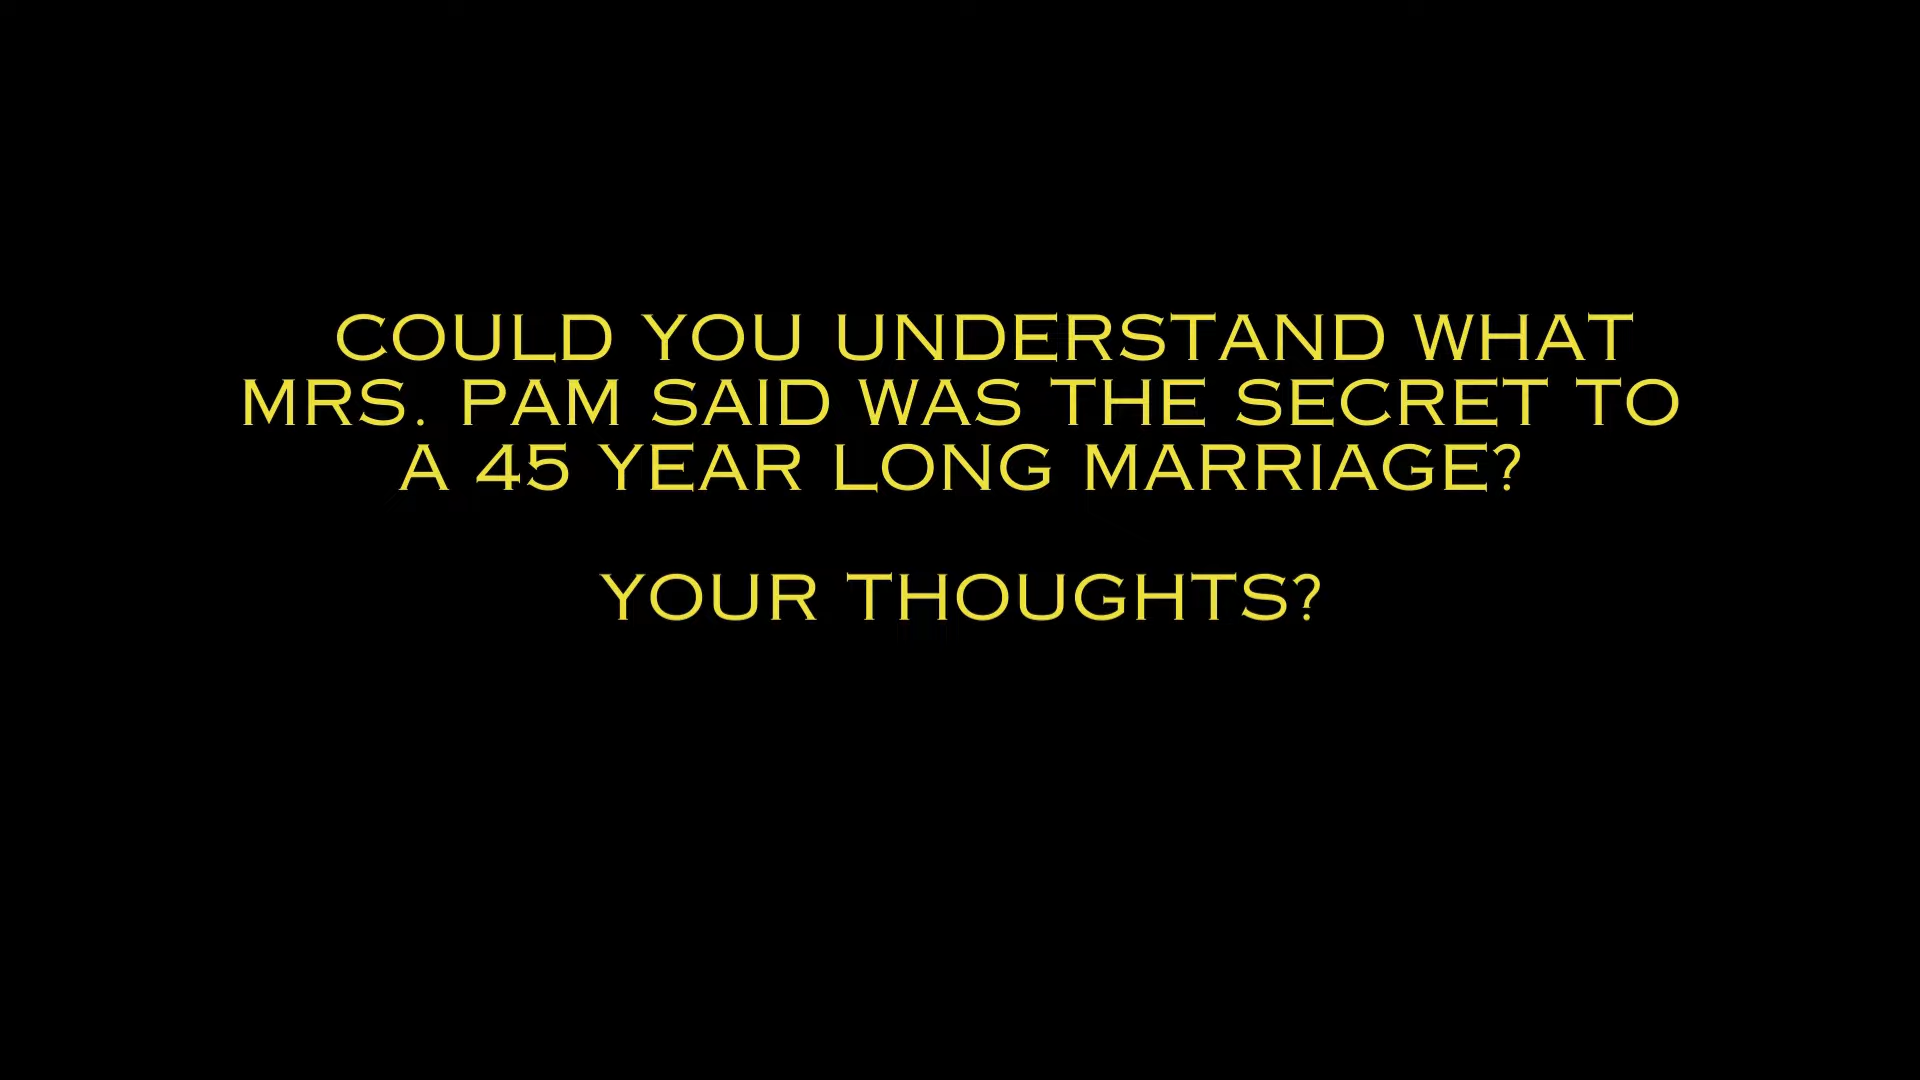 COULD YOU UNDERSTAND WHAT
MRS. PAM SAID WAS THE SECRET TO
A 45 YEAR LONG MARRIAGE?
YOUR THOUGHTS?